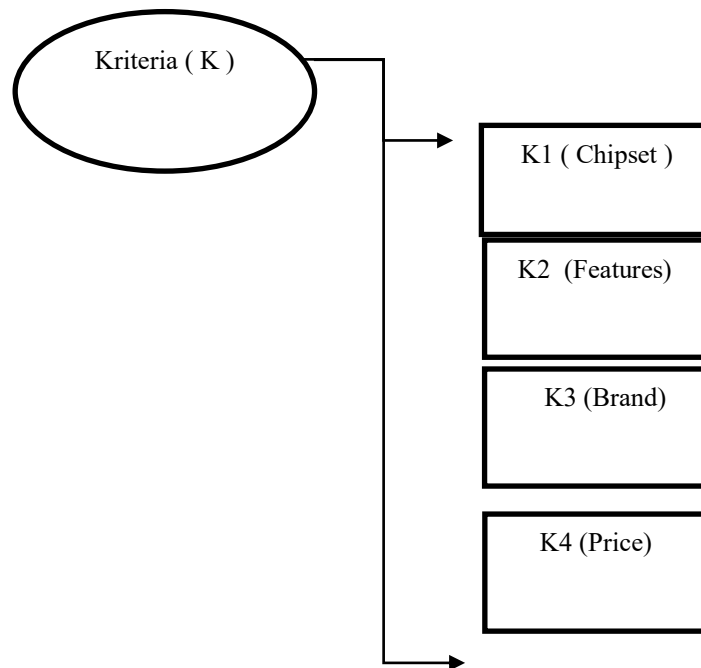 Kriteria ( K )
K1 ( Chipset )
K2  (Features)
K3 (Brand)
K4 (Price)